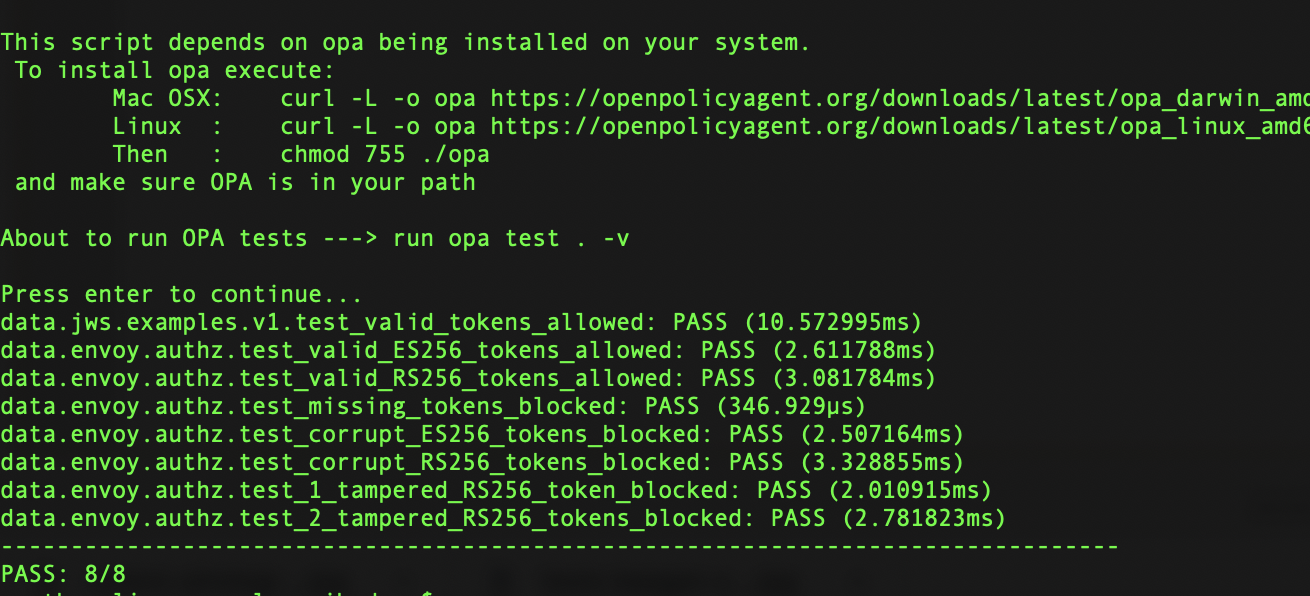 This script depends on opa being installed on your system.
To install opa execute:
Mac OSX: curl -L -o opa https://openpolicyagent.org/downloads/latest/opa_darwin_amd
Linux : curl -L -o opa https://openpolicyagent.org/downloads/latest/opa_linux_amd6
Then : chmod 755 ./opa
and make sure OPA is in your path
About to run OPA tests ---> run opa test . -v
Press enter to continue...
data.jws.examples.v1.test_valid_tokens_allowed: PASS (10.572995ms)
data.envoy.authz.test_valid_ES256_tokens_allowed: PASS (2.611788ms)
data.envoy.authz.test_valid_RS256_tokens_allowed: PASS (3.081784ms)
data.envoy.authz.test_missing_tokens_blocked: PASS (346.929µs)
data.envoy.authz.test_corrupt_ES256_tokens_blocked: PASS (2.507164ms)
data.envoy.authz.test_corrupt_RS256_tokens_blocked: PASS (3.328855ms)
data.envoy.authz.test_1_tampered_RS256_token_blocked: PASS (2.010915ms)
data.envoy.authz.test_2_tampered_RS256_tokens_blocked: PASS (2.781823ms)
--------------------------------------------------------------------------------
PASS: 8/8